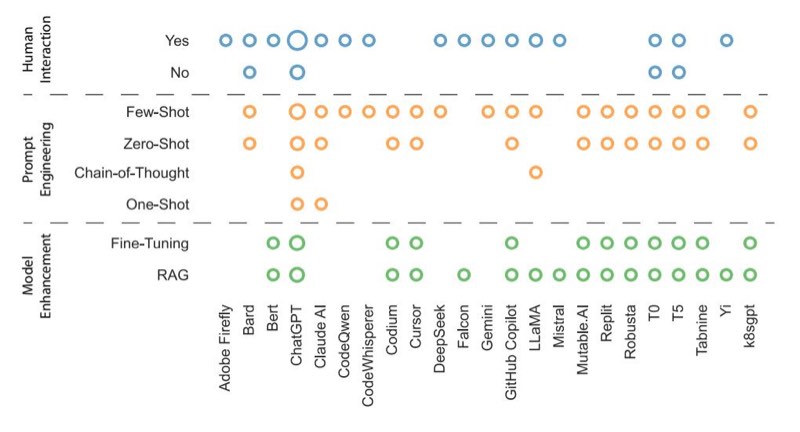 Human
Interaction
Yes
No
Prompt
Engineering
Few-Shot
Zero-Shot
Chain-of-Thought
One-Shot
Model
Enhancement
Fine-Tuning
RAG
Adobe Firefly
Bard
Bert
ChatGPT
Claude AI
CodeQwen
CodeWhisperer
Codium
Cursor
DeepSeek
Falcon
Gemini
GitHub Copilot
LLaMA
Mistral
Mutable.AI
Replit
Robusta
T0
T5
Tabnine
Yi
k8sgpt